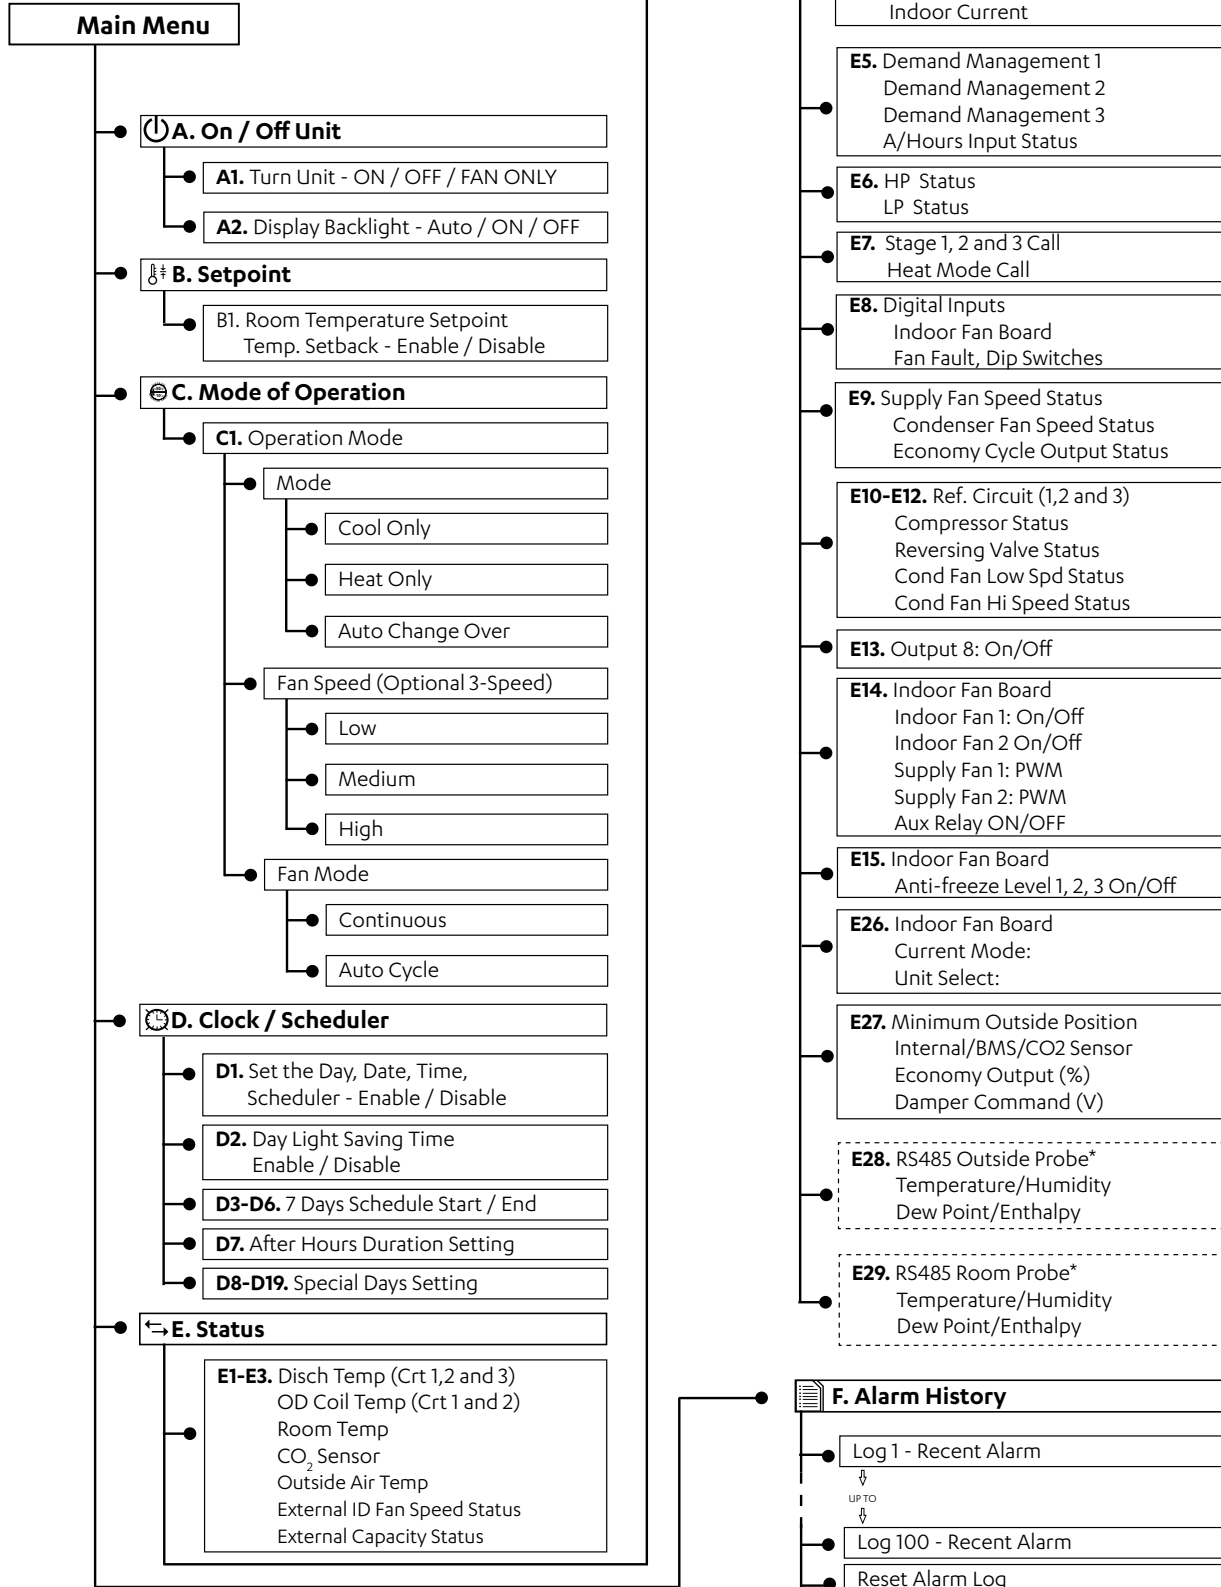 Main Menu
A. On / Off Unit
A1. Turn Unit - ON / OFF / FAN ONLY
A2. Display Backlight - Auto / ON / OFF
B. Setpoint
B1. Room Temperature Setpoint
Temp. Setback - Enable / Disable
C. Mode of Operation
C1. Operation Mode
Mode
Cool Only
Heat Only
Auto Change Over
Fan Speed (Optional 3-Speed)
Low
Medium
High
Fan Mode
Continuous
Auto Cycle
D. Clock / Scheduler
D1. Set the Day, Date, Time,
Scheduler - Enable / Disable
D2. Day Light Saving Time
Enable / Disable
D3-D6. 7 Days Schedule Start / End
D7. After Hours Duration Setting
D8-D19. Special Days Setting
E. Status
E1-E3. Disch Temp (Crt 1,2 and 3)
OD Coil Temp (Crt 1 and 2)
Room Temp
CO2 Sensor
Outside Air Temp
External ID Fan Speed Status
External Capacity Status
Indoor Current
E5. Demand Management 1
Demand Management 2
Demand Management 3
A/Hours Input Status
E6. HP Status
LP Status
E7. Stage 1, 2 and 3 Call
Heat Mode Call
E8. Digital Inputs
Indoor Fan Board
Fan Fault, Dip Switches
E9. Supply Fan Speed Status
Condenser Fan Speed Status
Economy Cycle Output Status
E10-E12. Ref. Circuit (1,2 and 3)
Compressor Status
Reversing Valve Status
Cond Fan Low Spd Status
Cond Fan Hi Speed Status
E13. Output 8: On/Off
E14. Indoor Fan Board
Indoor Fan 1: On/Off
Indoor Fan 2 On/Off
Supply Fan 1: PWM
Supply Fan 2: PWM
Aux Relay ON/OFF
E15. Indoor Fan Board
Anti-freeze Level 1, 2, 3 On/Off
E26. Indoor Fan Board
Current Mode:
Unit Select:
E27. Minimum Outside Position
Internal/BMS/CO2 Sensor
Economy Output (%)
Damper Command (V)
E28. RS485 Outside Probe*
Temperature/Humidity
Dew Point/Enthalpy
E29. RS485 Room Probe*
Temperature/Humidity
Dew Point/Enthalpy
F. Alarm History
Log 1 - Recent Alarm
UP TO
Log 100 - Recent Alarm
Reset Alarm Log